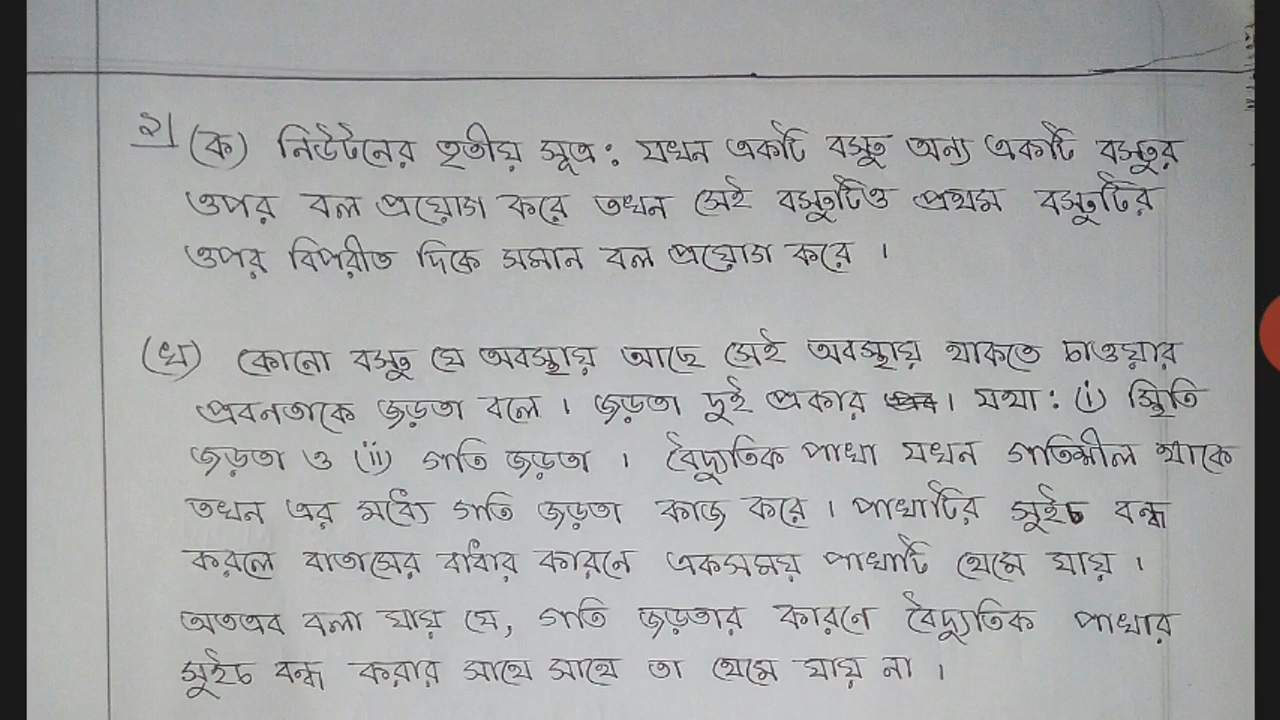 ২। (ক) নিউটনের তৃতীয় সূত্র : যখন একটি বস্তু অন্য একটি বস্তুর
ওপর বল প্রয়োগ করে তখন সেই বস্তুটিও প্রথম বস্তুটির
ওপর বিপরীত দিকে সমান বল প্রয়োগ করে ।
(খ) কোনো বস্তু যে অবস্থায় আছে সেই অবস্থায় থাকতে চাওয়ার
প্রবনতাকে জড়তা বলে । জড়তা দুই প্রকার । যথা : (i) স্থিতি
জড়তা ও (ii) গতি জড়তা । বৈদ্যুতিক পাখা যখন গতিশীল থাকে
তখন এর মধ্যে গতি জড়তা কাজ করে । পাখাটির সুইচ বন্ধ
করলে বাতাসের বাধার কারনে একসময় পাখাটি থেমে যায় ।
অতএব বলা যায় যে, গতি জড়তার কারনে বৈদ্যুতিক পাখার
সুইচ বন্ধ করার সাথে সাথে তা থেমে যায় না ।